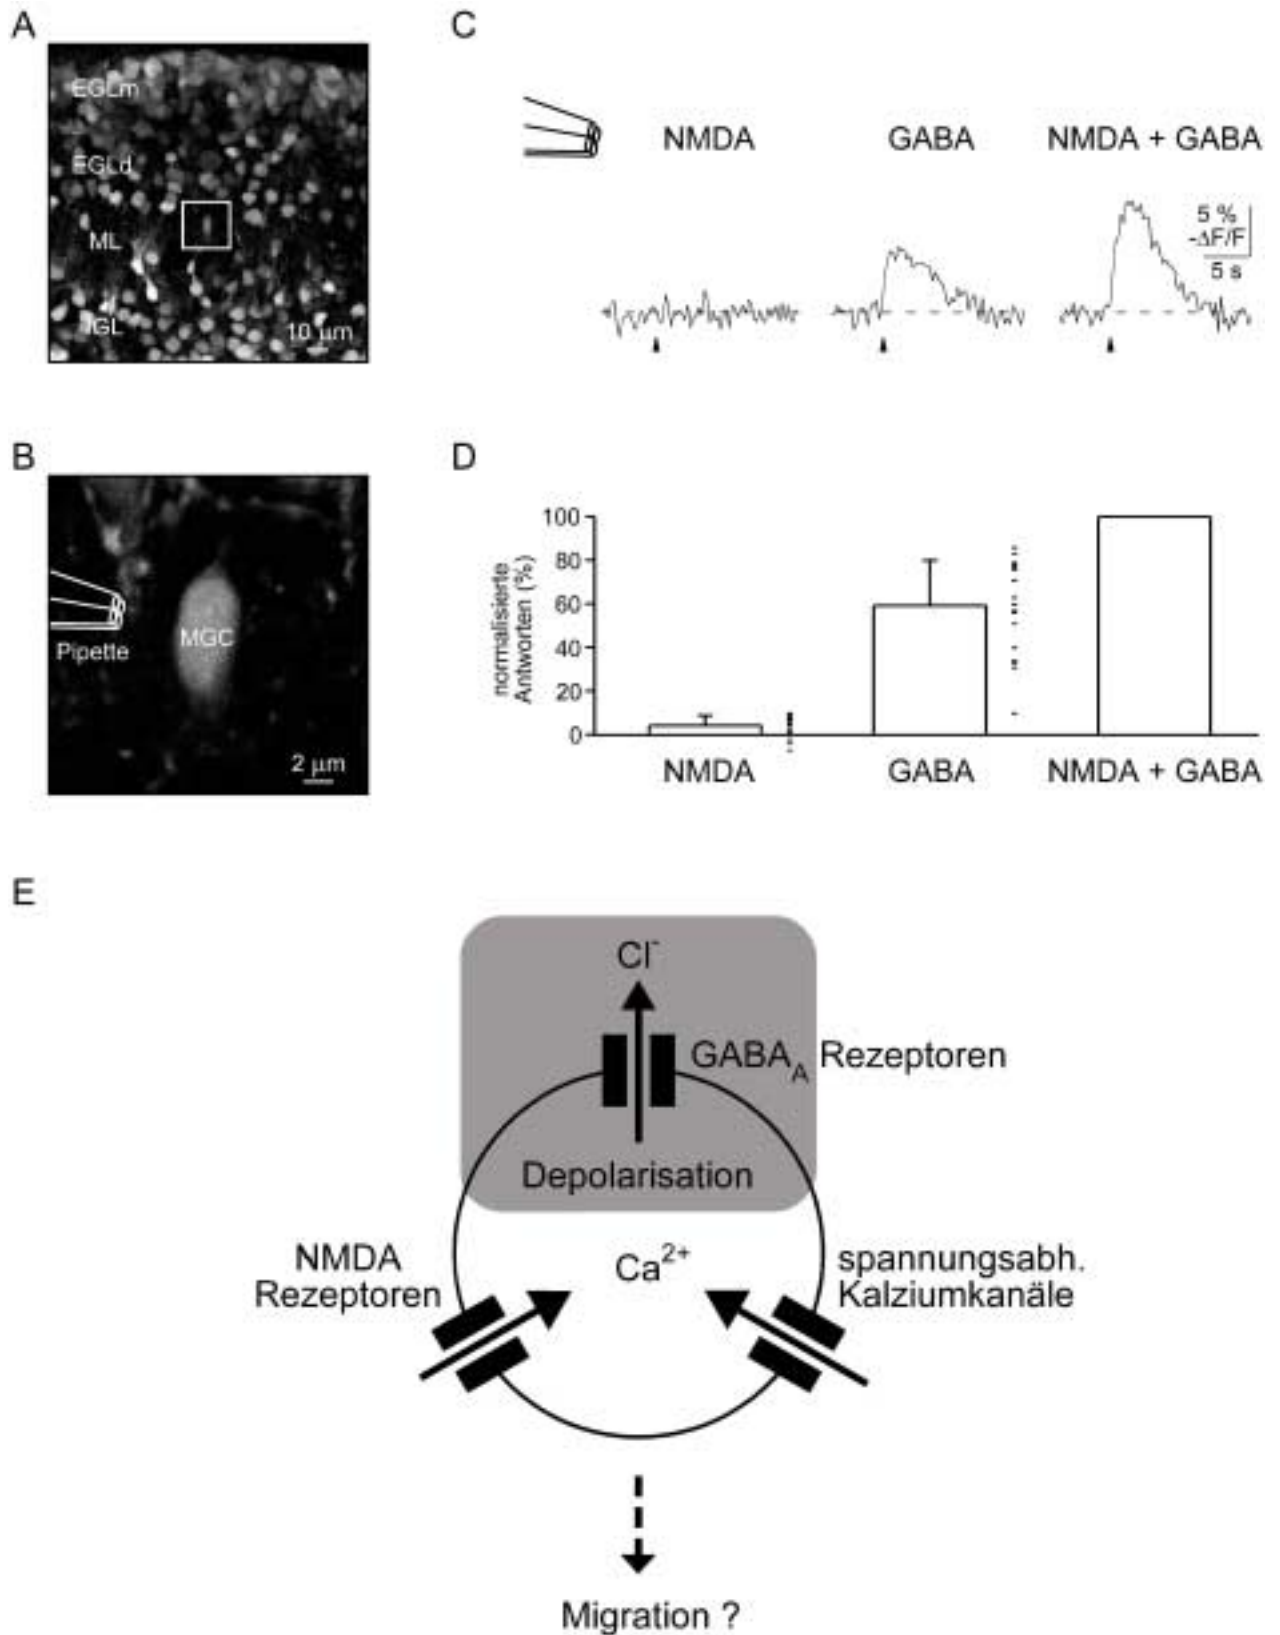 A
EGLm
EGLd
ML
IGL
10 μm
B
Pipette
MGC
2 μm
C
NMDA
GABA
NMDA + GABA
5 %
-ΔF/F
5 s
D
normalisierte
Antworten (%)
100
80
60
40
20
0
NMDA
GABA
NMDA + GABA
E
Cl⁻
GABA_A Rezeptoren
Depolarisation
NMDA
Rezeptoren
Ca²⁺
spannungsabh.
Kalziumkanäle
Migration ?